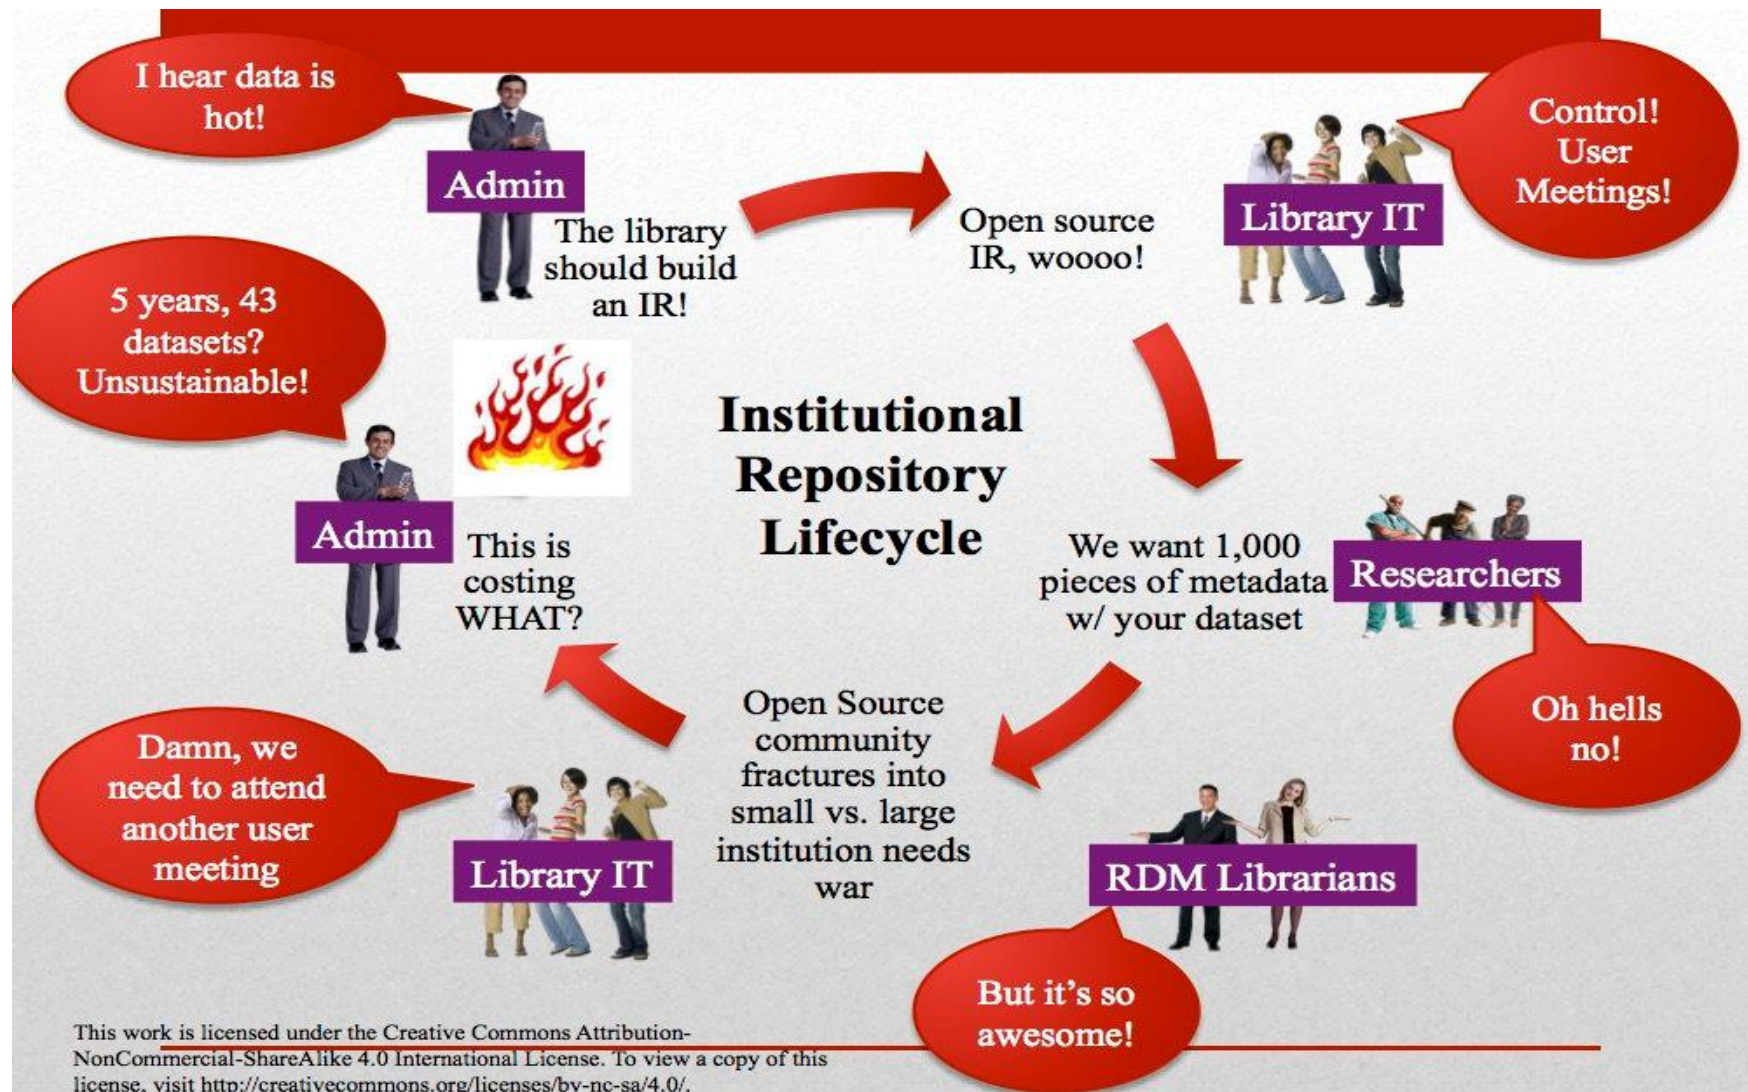 I hear data is
hot!
Admin
The library
should build
an IR!
Open source
IR, woooo!
Library IT
Control!
User
Meetings!
5 years, 43
datasets?
Unsustainable!
Admin
This is
costing
WHAT?
Institutional
Repository
Lifecycle
We want 1,000
pieces of metadata
w/ your dataset
Researchers
Oh hells
no!
Damn, we
need to attend
another user
meeting
Library IT
Open Source
community
fractures into
small vs. large
institution needs
war
RDM Librarians
But it's so
awesome!
This work is licensed under the Creative Commons Attribution-
NonCommercial-ShareAlike 4.0 International License. To view a copy of this
license, visit http://creativecommons.org/licenses/by-nc-sa/4.0/.